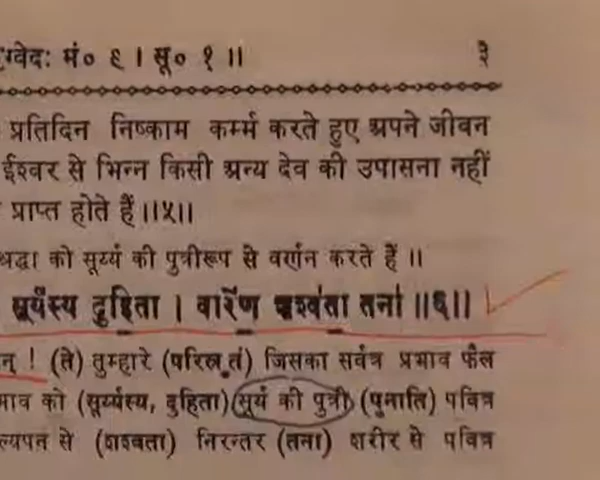 ग्वेदः मं० ९ । सू० १ ॥ ३
प्रतिदिन निष्काम कर्म्म करते हुए अपने जीवन
ईश्वर से भिन्न किसी अन्य देव की उपासना नहीं
प्राप्त होते हैं ॥५॥
श्रद्धा को सूर्य्य की पुत्रीरूप से वर्णन करते हैं ॥
सूर्यस्य दुहिता । वारेण शश्वता तना ॥६॥
न् ! (ते) तुम्हारे (परिस्रुतं) जिसका सर्वत्र प्रभाव फैल
भाव को (सूर्य्यस्य, दुहिता) सूर्य की पुत्री (पुनाति) पवित्र
ल्यपन से (शश्वता) निरन्तर (तना) शरीर से पवित्र